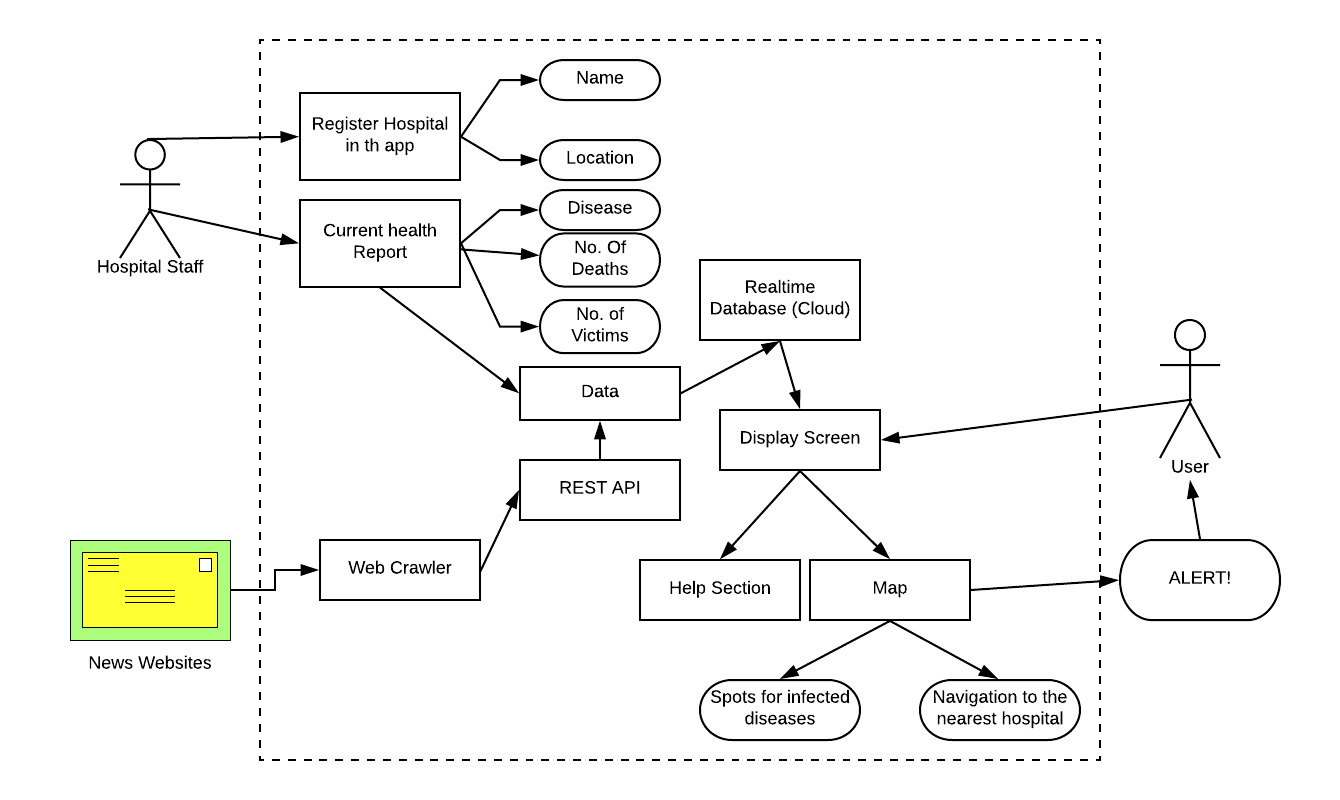 Name
Register Hospital
in th app
Location
Disease
Current health
Report
No. Of
Deaths
Hospital Staff
No. of
Victims
Realtime
Database (Cloud)
Data
Display Screen
User
REST API
Web Crawler
Help Section
Map
ALERT!
News Websites
Spots for infected
diseases
Navigation to the
nearest hospital